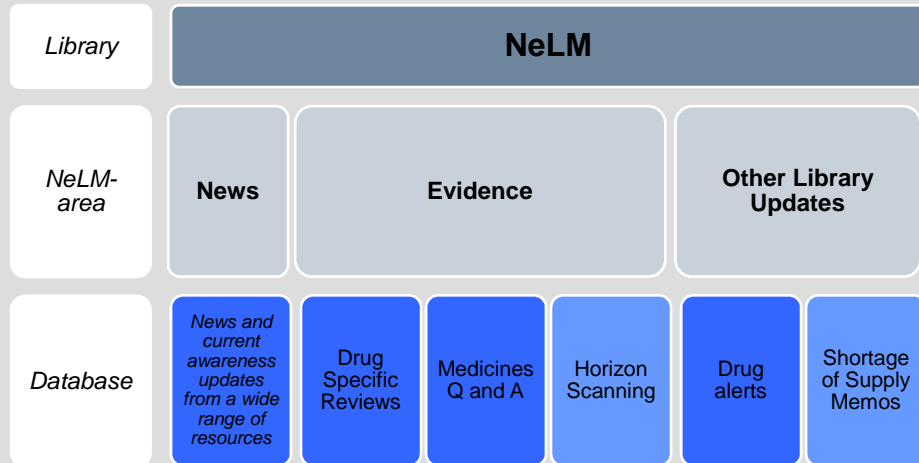 Library
NeLM
NeLM-
area
News
Evidence
Other Library
Updates
Database
News and
current
awareness
updates
from a wide
range of
resources
Drug
Specific
Reviews
Medicines
Q and A
Horizon
Scanning
Drug
alerts
Shortage
of Supply
Memos